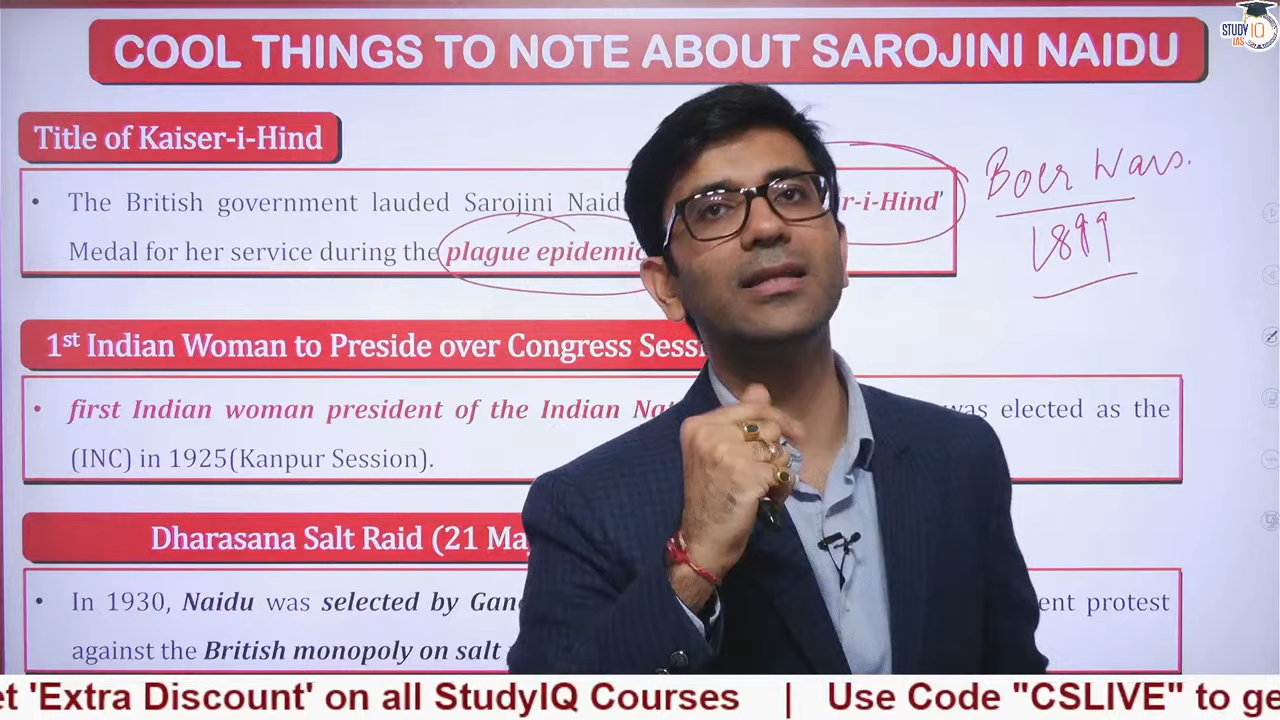 STUDY IQ
IAS
COOL THINGS TO NOTE ABOUT SAROJINI NAIDU
Title of Kaiser-i-Hind
• The British government lauded Sarojini Naid r-i-Hind'
Medal for her service during the plague epidemic
Boer Wars.
1899
1st Indian Woman to Preside over Congress Sessi
• first Indian woman president of the Indian Na was elected as the
(INC) in 1925(Kanpur Session).
Dharasana Salt Raid (21 Ma
• In 1930, Naidu was selected by Gan ent protest
against the British monopoly on salt
et 'Extra Discount' on all StudyIQ Courses | Use Code "CSLIVE" to ge